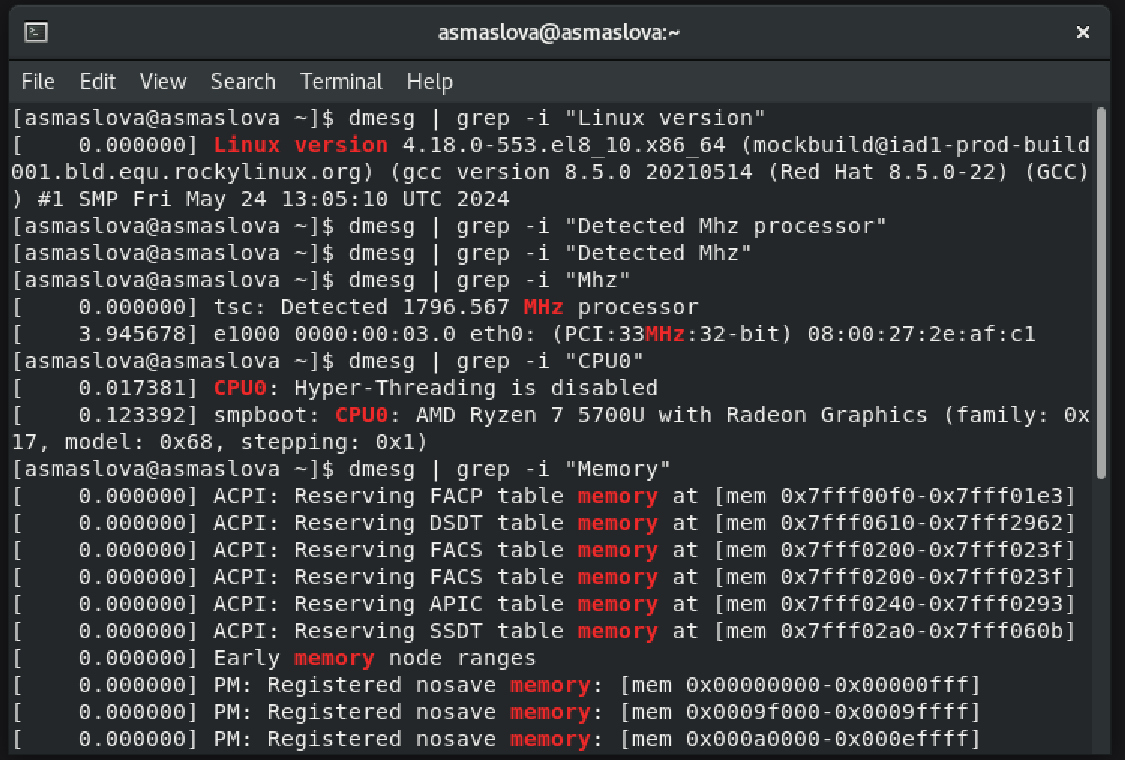 asmaslova@asmaslova:~
File Edit View Search Terminal Help
[asmaslova@asmaslova ~]$ dmesg | grep -i "Linux version"
[    0.000000] Linux version 4.18.0-553.el8_10.x86_64 (mockbuild@iad1-prod-build
001.bld.equ.rockylinux.org) (gcc version 8.5.0 20210514 (Red Hat 8.5.0-22) (GCC)
) #1 SMP Fri May 24 13:05:10 UTC 2024
[asmaslova@asmaslova ~]$ dmesg | grep -i "Detected Mhz processor"
[asmaslova@asmaslova ~]$ dmesg | grep -i "Detected Mhz"
[asmaslova@asmaslova ~]$ dmesg | grep -i "Mhz"
[    0.000000] tsc: Detected 1796.567 MHz processor
[    3.945678] e1000 0000:00:03.0 eth0: (PCI:33MHz:32-bit) 08:00:27:2e:af:c1
[asmaslova@asmaslova ~]$ dmesg | grep -i "CPU0"
[    0.017381] CPU0: Hyper-Threading is disabled
[    0.123392] smpboot: CPU0: AMD Ryzen 7 5700U with Radeon Graphics (family: 0x
17, model: 0x68, stepping: 0x1)
[asmaslova@asmaslova ~]$ dmesg | grep -i "Memory"
[    0.000000] ACPI: Reserving FACP table memory at [mem 0x7fff00f0-0x7fff01e3]
[    0.000000] ACPI: Reserving DSDT table memory at [mem 0x7fff0610-0x7fff2962]
[    0.000000] ACPI: Reserving FACS table memory at [mem 0x7fff0200-0x7fff023f]
[    0.000000] ACPI: Reserving FACS table memory at [mem 0x7fff0200-0x7fff023f]
[    0.000000] ACPI: Reserving APIC table memory at [mem 0x7fff0240-0x7fff0293]
[    0.000000] ACPI: Reserving SSDT table memory at [mem 0x7fff02a0-0x7fff060b]
[    0.000000] Early memory node ranges
[    0.000000] PM: Registered nosave memory: [mem 0x00000000-0x00000fff]
[    0.000000] PM: Registered nosave memory: [mem 0x0009f000-0x0009ffff]
[    0.000000] PM: Registered nosave memory: [mem 0x000a0000-0x000effff]